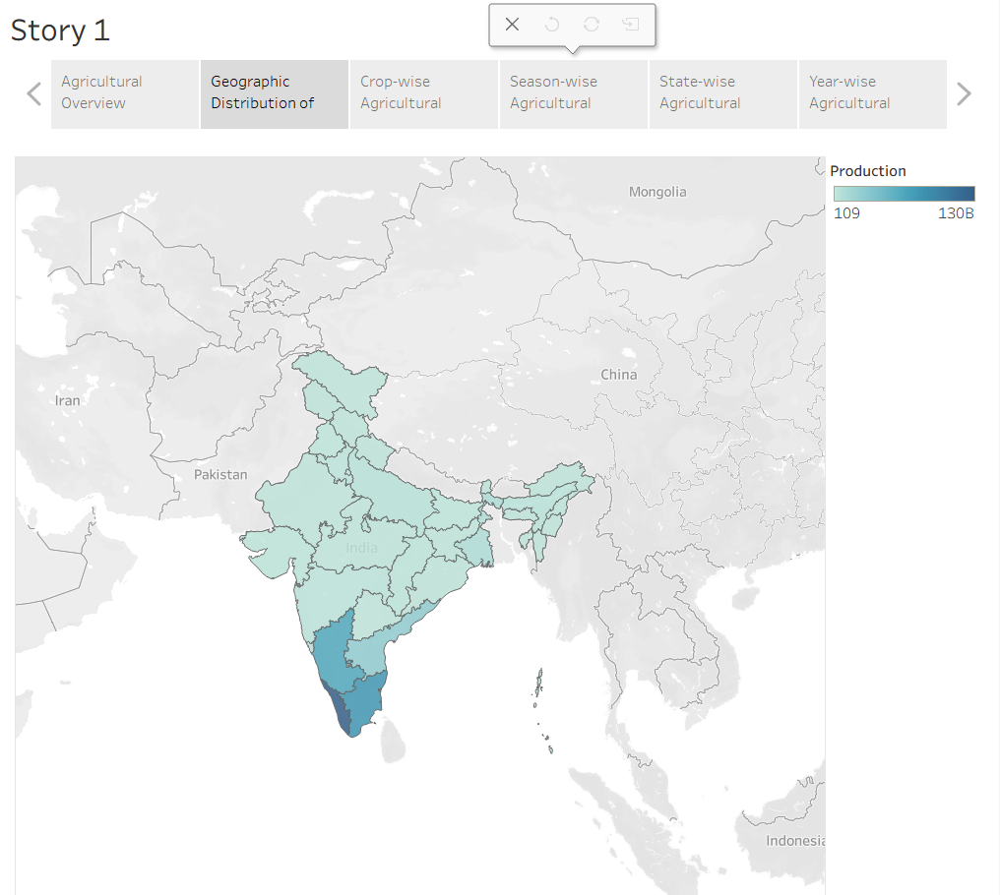 Story 1
Agricultural
Overview
Geographic
Distribution of
Crop-wise
Agricultural
Season-wise
Agricultural
State-wise
Agricultural
Year-wise
Agricultural
Production
109
130B
Mongolia
China
Iran
Pakistan
India
Indonesia